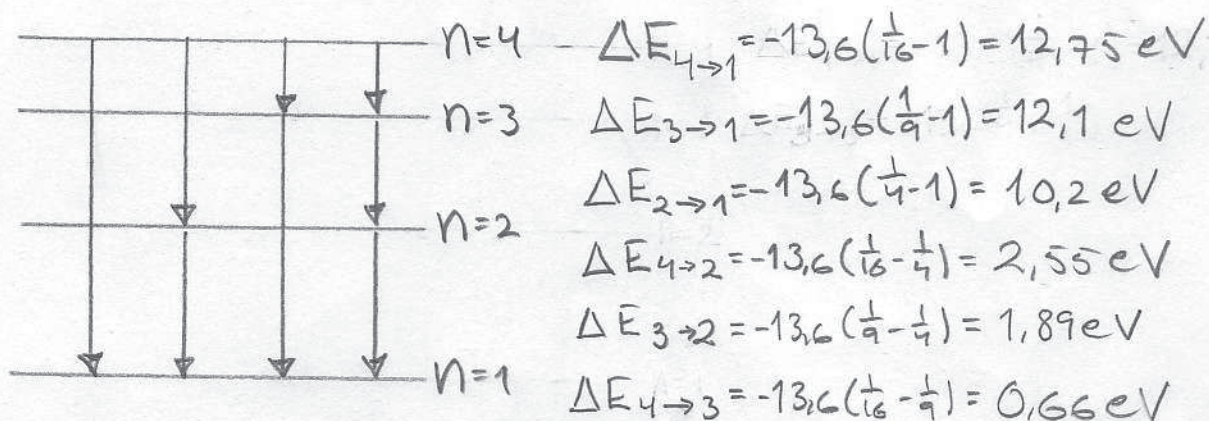 n=4 - ΔE₄→₁=-13,6(1/16-1)=12,75 eV
n=3 ΔE₃→₁=-13,6(1/9-1)=12,1 eV
ΔE₂→₁=-13,6(1/4-1)=10,2 eV
n=2
ΔE₄→₂=-13,6(1/16-1/4)=2,55 eV
ΔE₃→₂=-13,6(1/9-1/4)=1,89 eV
n=1
ΔE₄→₃=-13,6(1/16-1/9)=0,66 eV